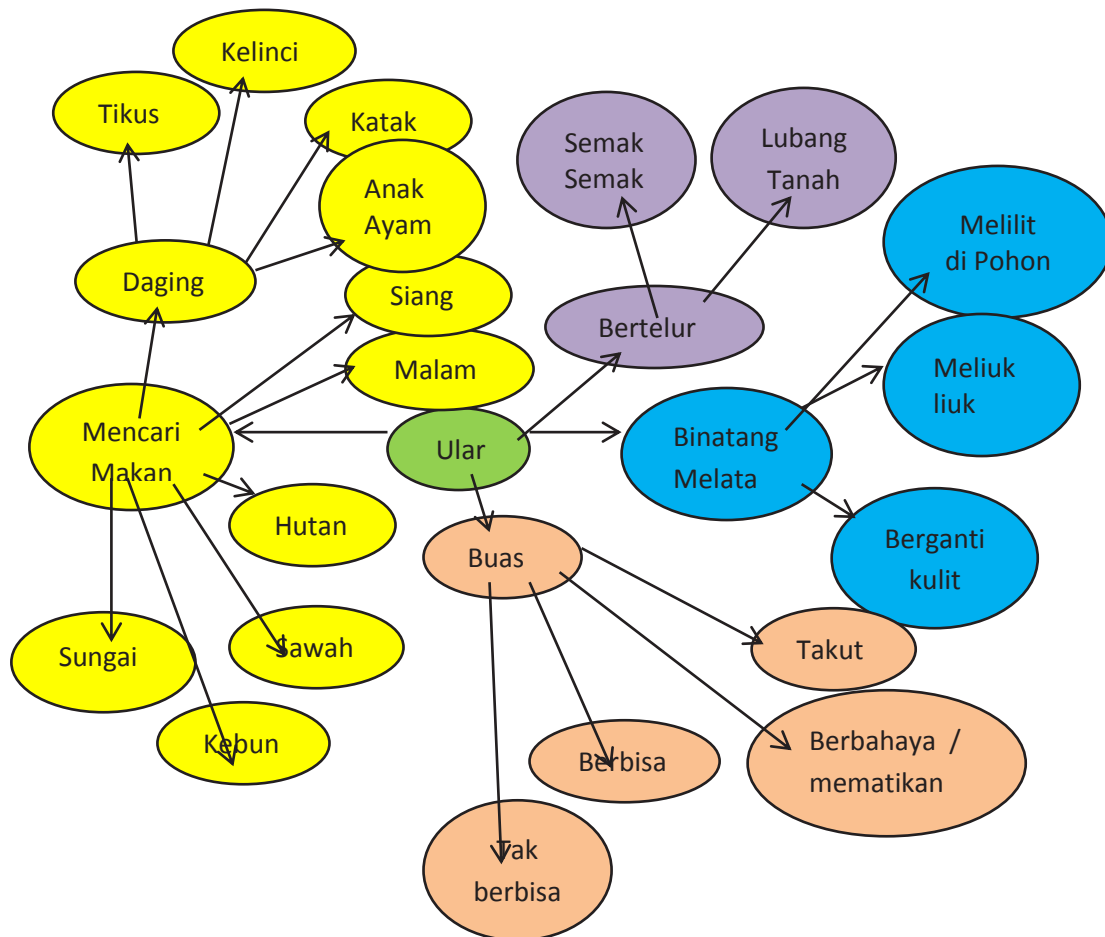 Kelinci
Tikus
Katak
Anak
Ayam
Daging
Siang
Malam
Mencari
Makan
Hutan
Sungai
Sawah
Kebun
Ular
Semak
Semak
Lubang
Tanah
Bertelur
Melilit
di Pohon
Meliuk
liuk
Binatang
Melata
Berganti
kulit
Buas
Takut
Berbahaya /
mematikan
Berbisa
Tak
berbisa